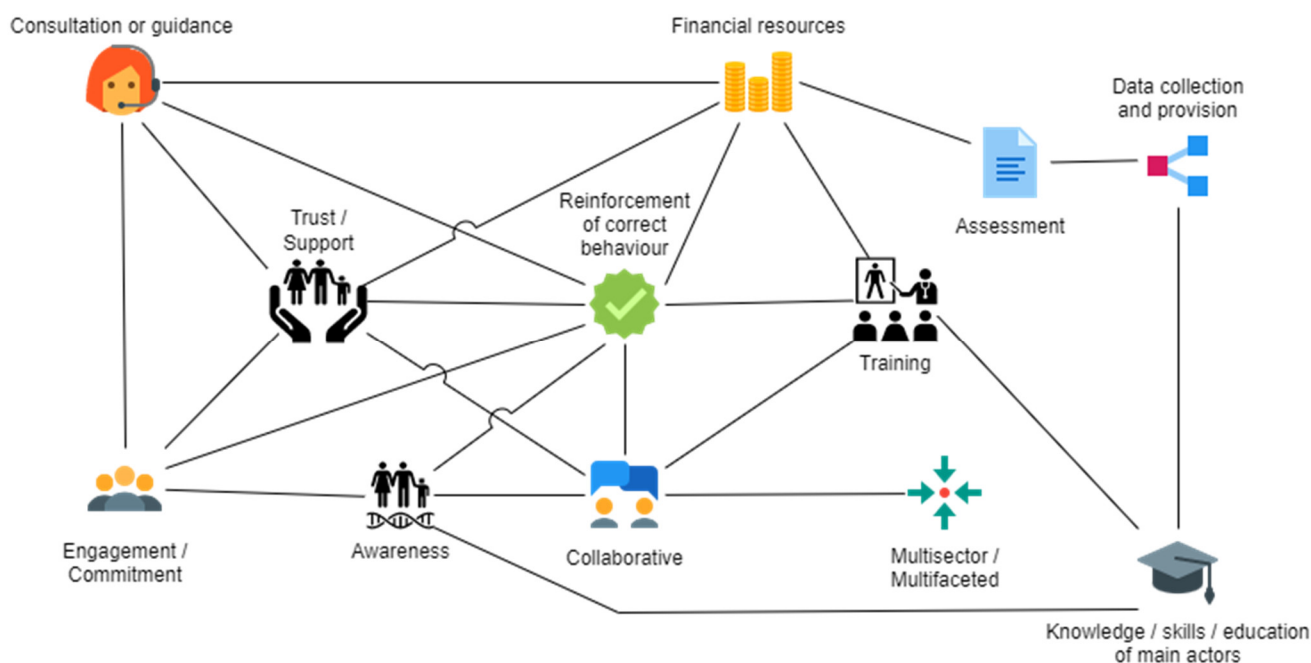 Consultation or guidance
Financial resources
Data collection
and provision
Assessment
Trust /
Support
Reinforcement
of correct
behaviour
Training
Engagement /
Commitment
Awareness
Collaborative
Multisector /
Multifaceted
Knowledge / skills / education
of main actors